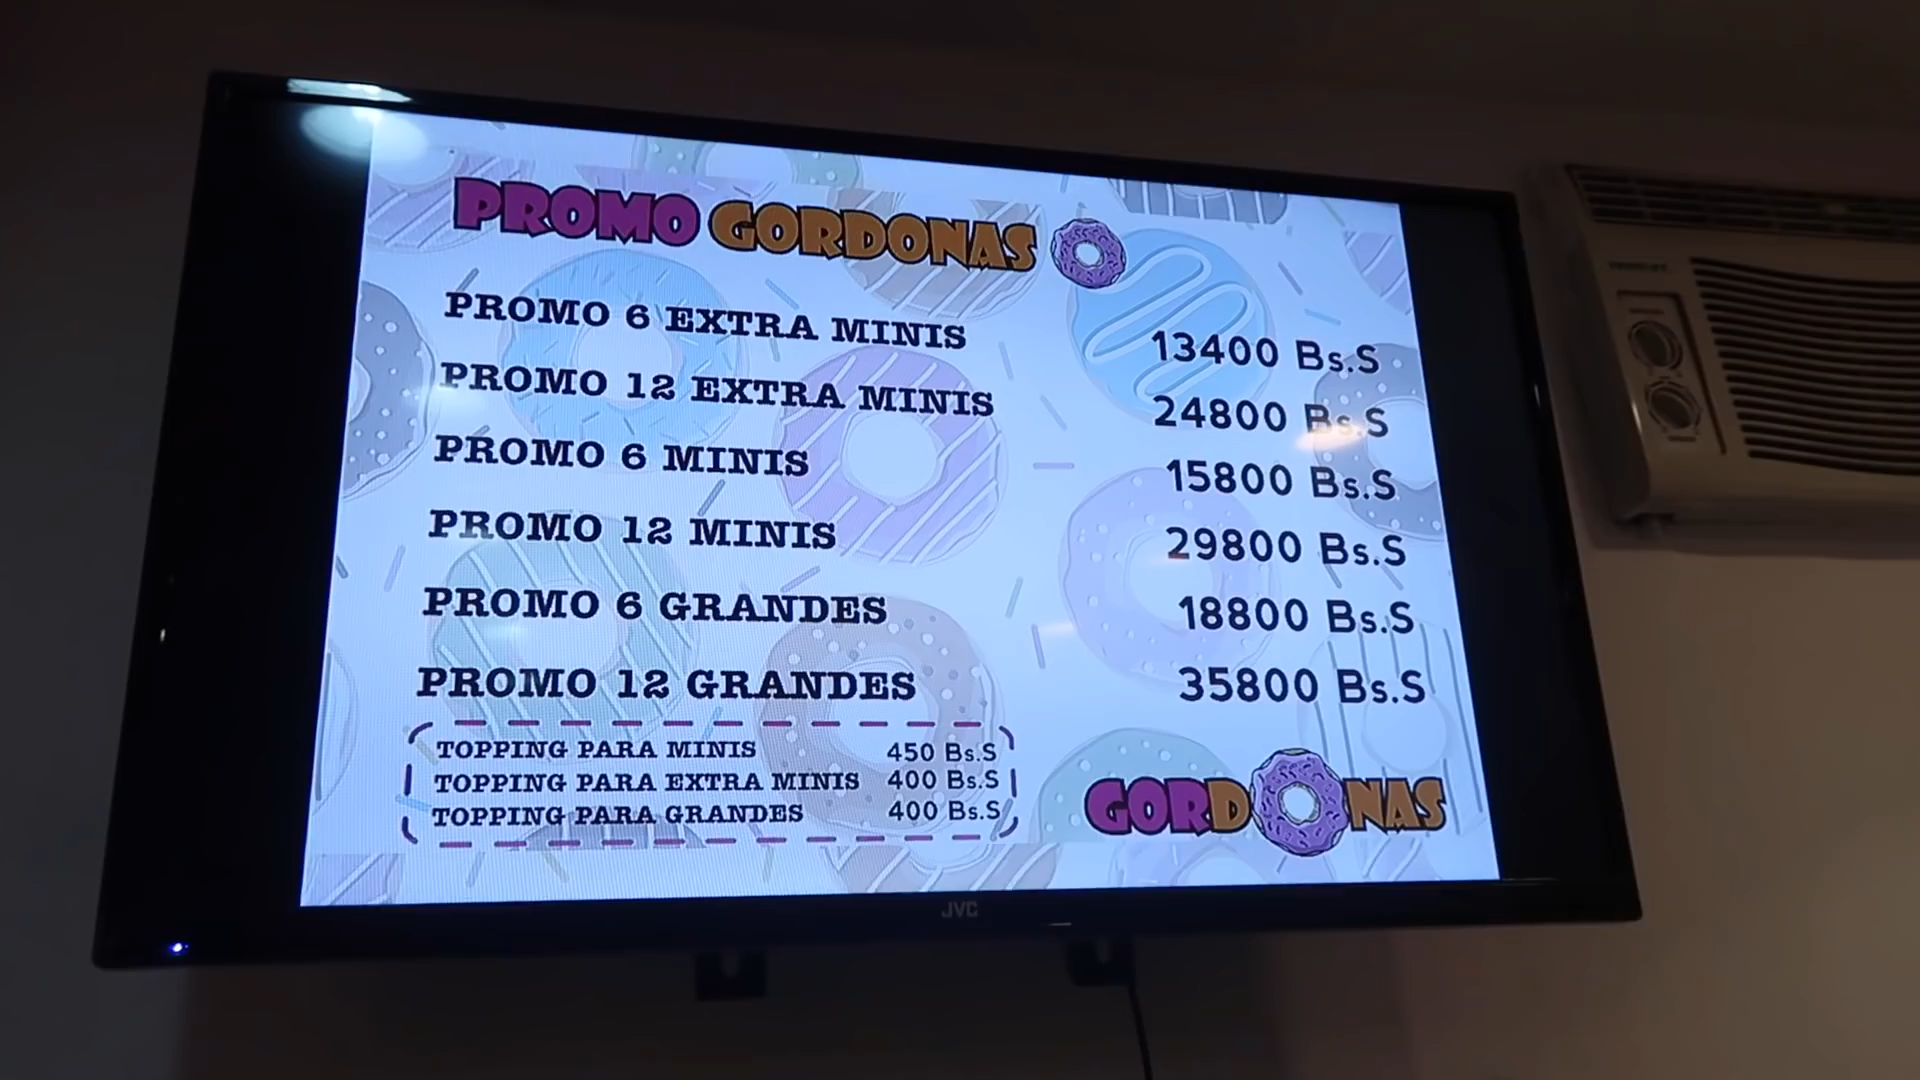 PROMO GORDONAS
PROMO 6 EXTRA MINIS 13400 Bs.S
PROMO 12 EXTRA MINIS 24800 Bs.S
PROMO 6 MINIS 15800 Bs.S
PROMO 12 MINIS 29800 Bs.S
PROMO 6 GRANDES 18800 Bs.S
PROMO 12 GRANDES 35800 Bs.S
TOPPING PARA MINIS 450 Bs.S
TOPPING PARA EXTRA MINIS 400 Bs.S
TOPPING PARA GRANDES 400 Bs.S
GORDONAS
JVC